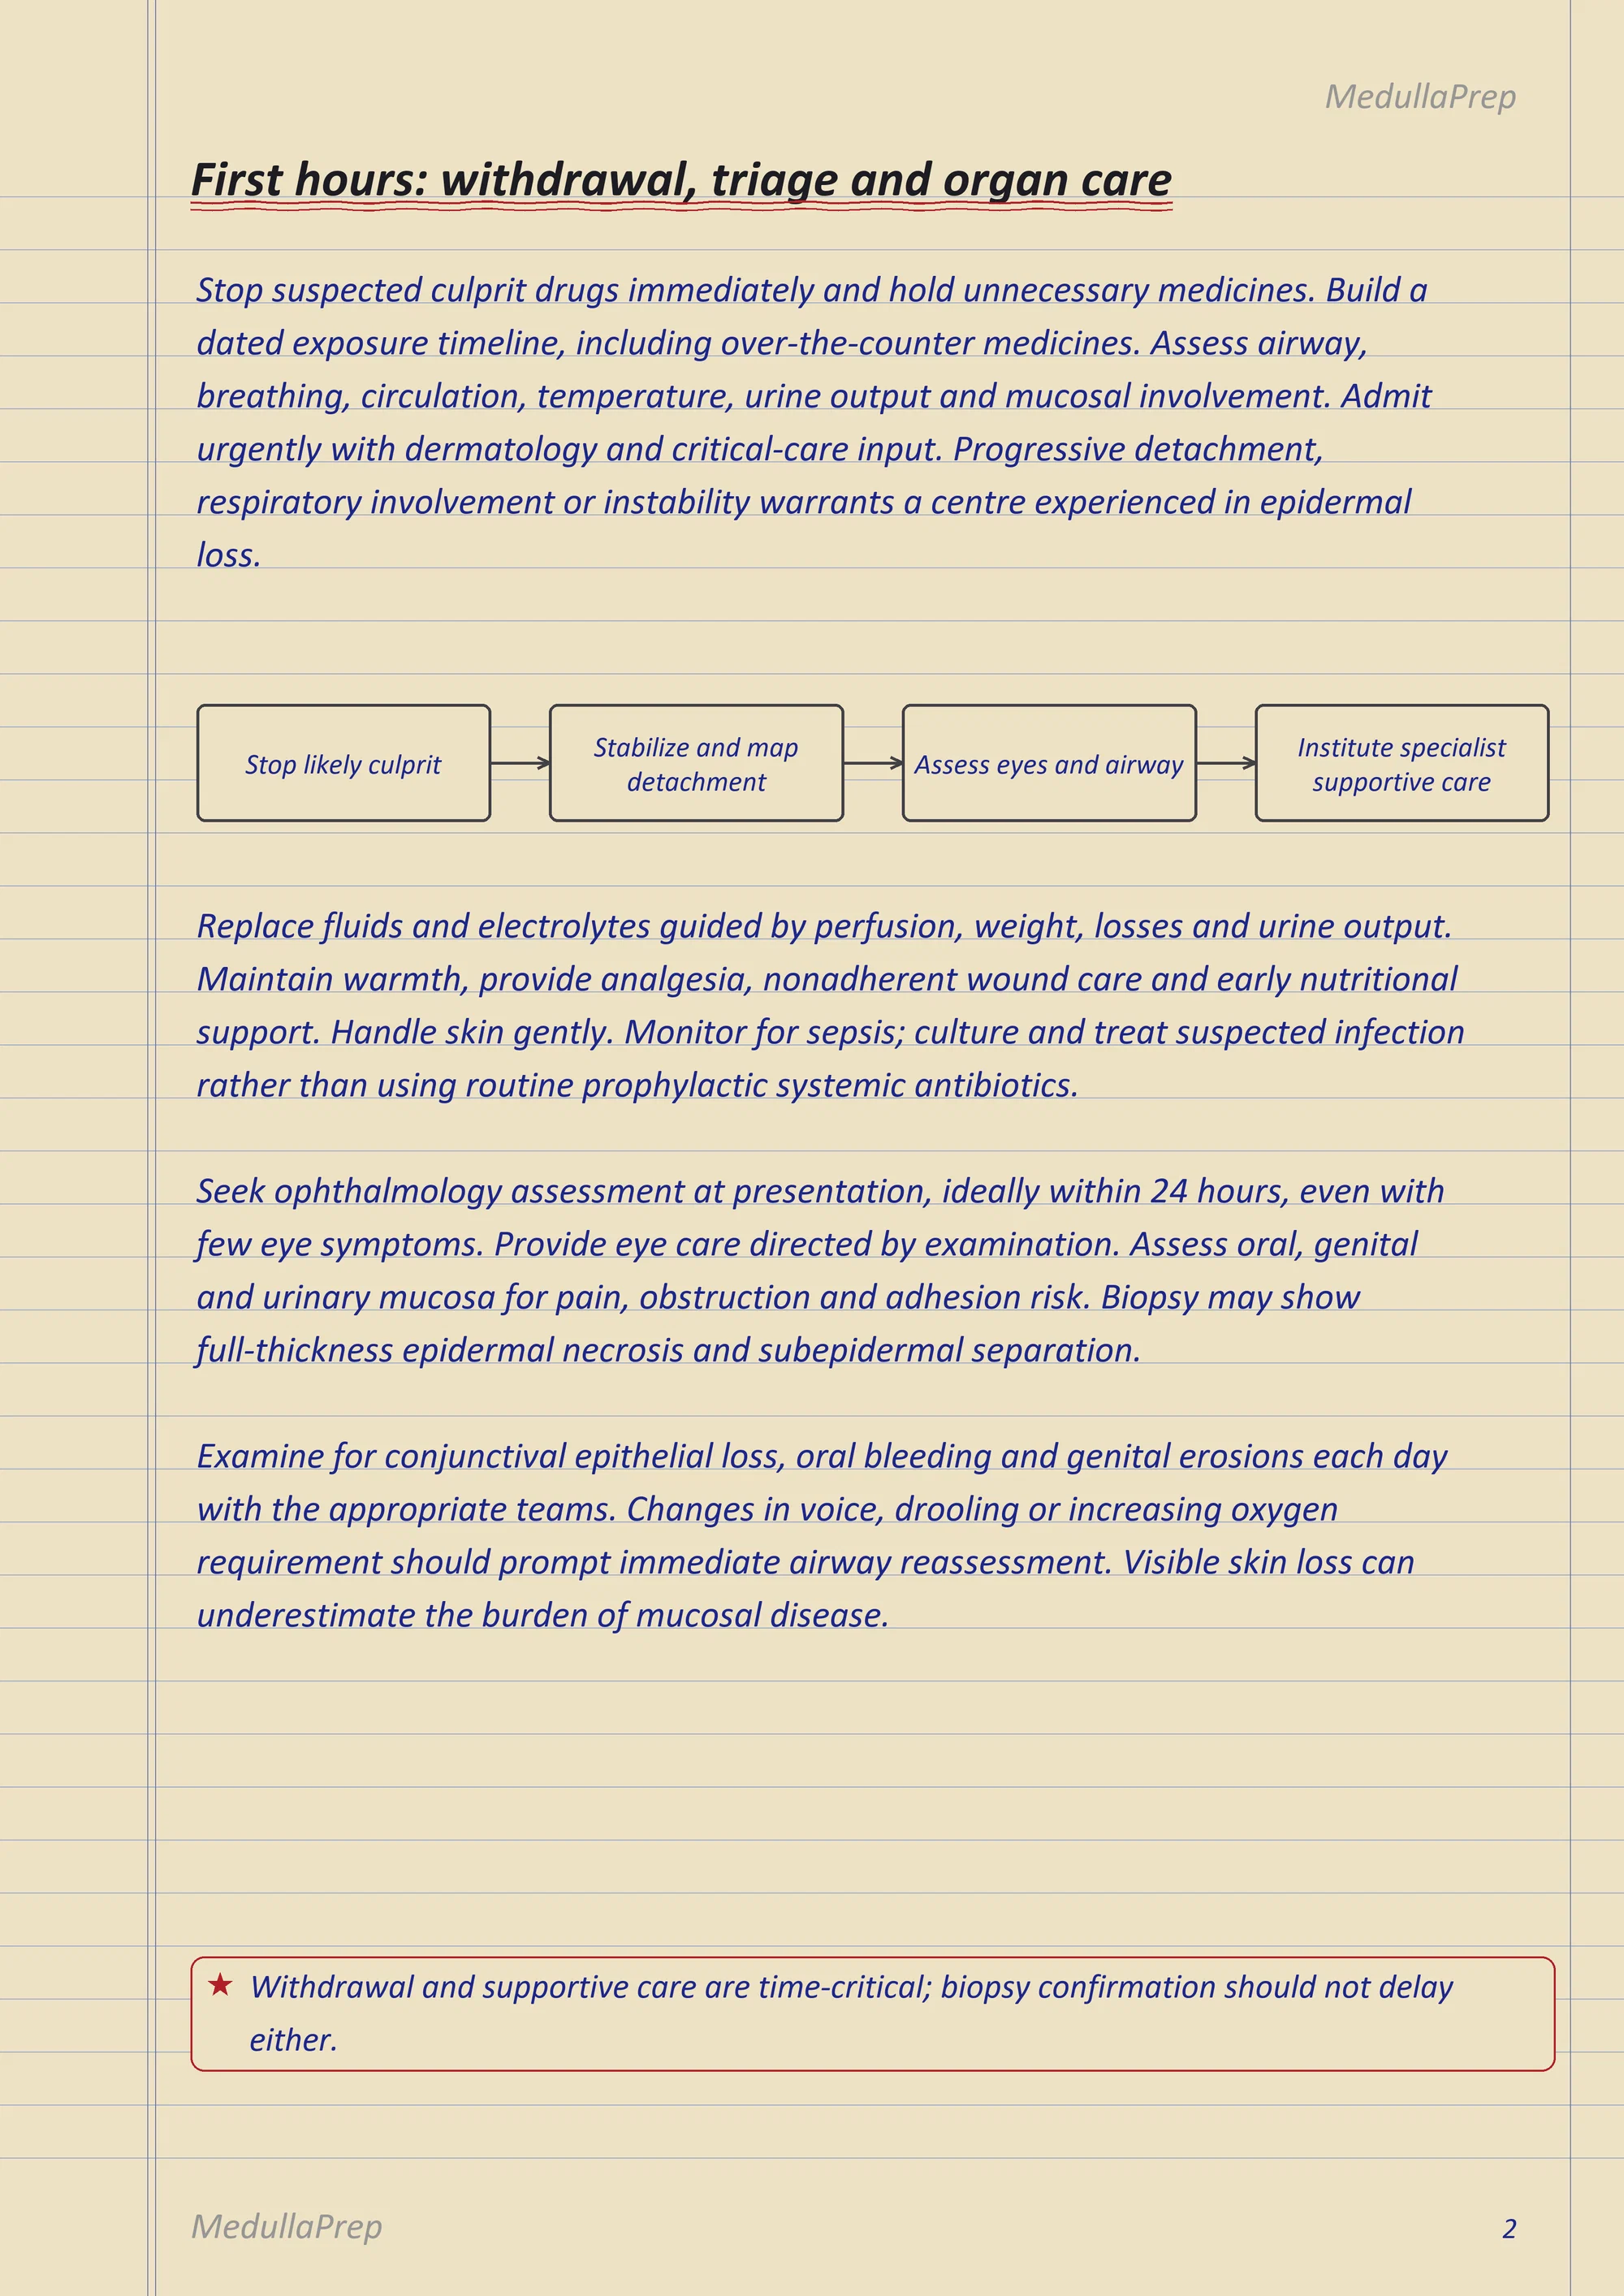 MedullaPrep
First hours: withdrawal, triage and organ care
Stop suspected culprit drugs immediately and hold unnecessary medicines. Build a
dated exposure timeline, including over-the-counter medicines. Assess airway,
breathing, circulation, temperature, urine output and mucosal involvement. Admit
urgently with dermatology and critical-care input. Progressive detachment,
respiratory involvement or instability warrants a centre experienced in epidermal
loss.
Stop likely culprit
Stabilize and map
detachment
Assess eyes and airway
Institute specialist
supportive care
Replace fluids and electrolytes guided by perfusion, weight, losses and urine output.
Maintain warmth, provide analgesia, nonadherent wound care and early nutritional
support. Handle skin gently. Monitor for sepsis; culture and treat suspected infection
rather than using routine prophylactic systemic antibiotics.
Seek ophthalmology assessment at presentation, ideally within 24 hours, even with
few eye symptoms. Provide eye care directed by examination. Assess oral, genital
and urinary mucosa for pain, obstruction and adhesion risk. Biopsy may show
full-thickness epidermal necrosis and subepidermal separation.
Examine for conjunctival epithelial loss, oral bleeding and genital erosions each day
with the appropriate teams. Changes in voice, drooling or increasing oxygen
requirement should prompt immediate airway reassessment. Visible skin loss can
underestimate the burden of mucosal disease.
★ Withdrawal and supportive care are time-critical; biopsy confirmation should not delay
either.
MedullaPrep
2